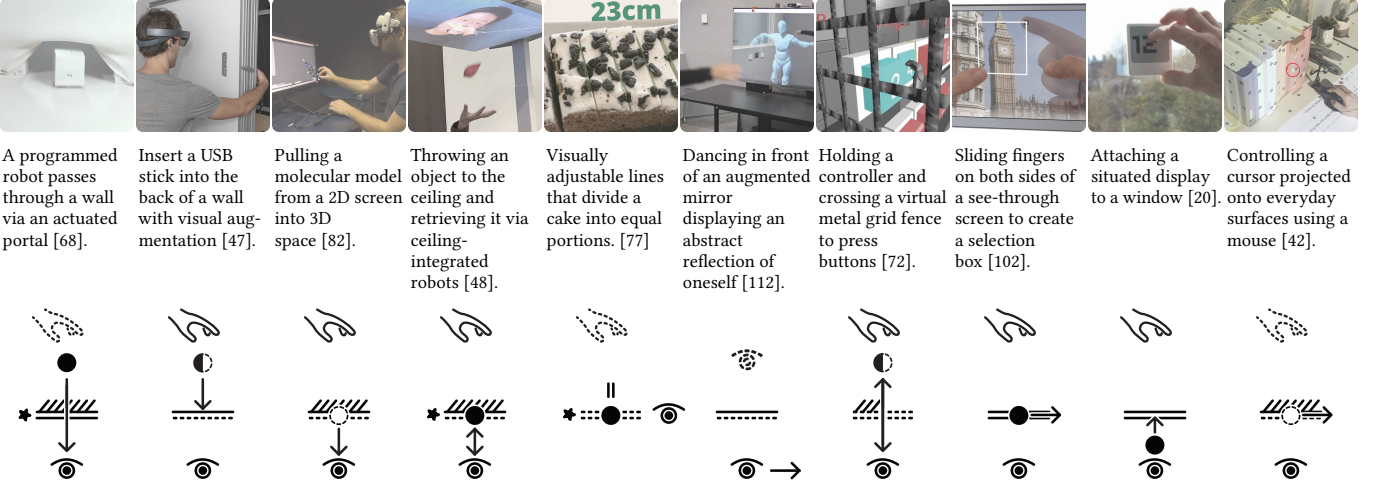 23cm
12
A programmed
robot passes
through a wall
via an actuated
portal [68].
Insert a USB
stick into the
back of a wall
with visual aug-
mentation [47].
Pulling a
molecular model
from a 2D screen
into 3D
space [82].
Throwing an
object to the
ceiling and
retrieving it via
ceiling-
integrated
robots [48].
Visually
adjustable lines
that divide a
cake into equal
portions. [77]
Dancing in front
of an augmented
mirror
displaying an
abstract
reflection of
oneself [112].
Holding a
controller and
crossing a virtual
metal grid fence
to press
buttons [72].
Sliding fingers
on both sides of
a see-through
screen to create
a selection
box [102].
Attaching a
situated display
to a window [20].
Controlling a
cursor projected
onto everyday
surfaces using a
mouse [42].